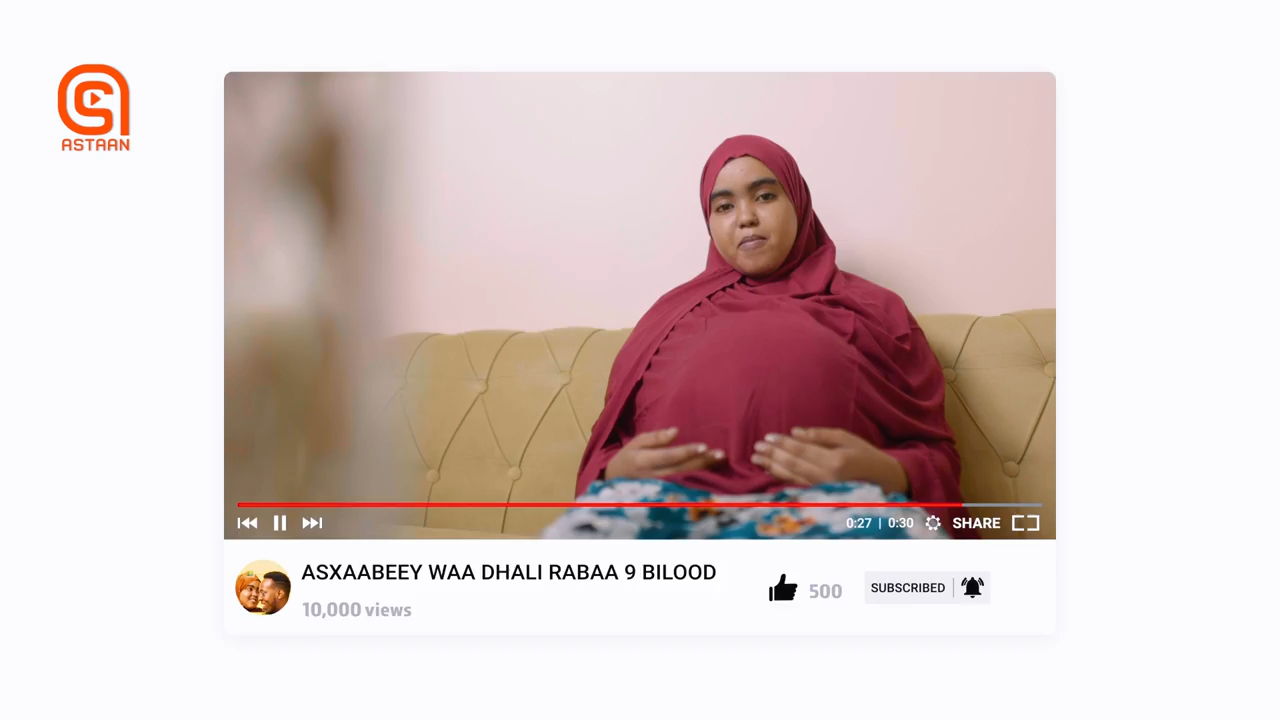 ASTAAN
0:27 | 0:30
SHARE
ASXAABEEY WAA DHALI RABAA 9 BILOOD
10,000 views
500
SUBSCRIBED